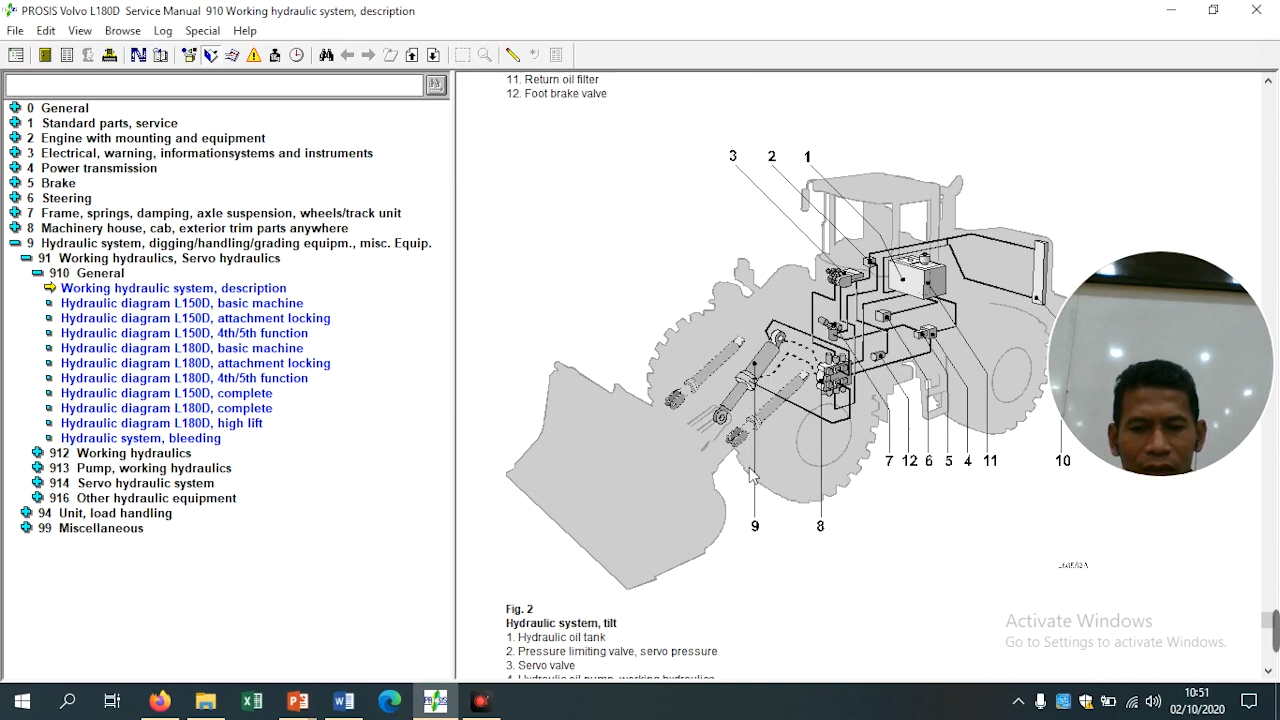 PROSIS Volvo L180D Service Manual 910 Working hydraulic system, description
File Edit View Browse Log Special Help
0 General
1 Standard parts, service
2 Engine with mounting and equipment
3 Electrical, warning, informationsystems and instruments
4 Power transmission
5 Brake
6 Steering
7 Frame, springs, damping, axle suspension, wheels/track unit
8 Machinery house, cab, exterior trim parts anywhere
9 Hydraulic system, digging/handling/grading equipm., misc. Equip.
91 Working hydraulics, Servo hydraulics
910 General
Working hydraulic system, description
Hydraulic diagram L150D, basic machine
Hydraulic diagram L150D, attachment locking
Hydraulic diagram L150D, 4th/5th function
Hydraulic diagram L180D, basic machine
Hydraulic diagram L180D, attachment locking
Hydraulic diagram L180D, 4th/5th function
Hydraulic diagram L150D, complete
Hydraulic diagram L180D, complete
Hydraulic diagram L180D, high lift
Hydraulic system, bleeding
912 Working hydraulics
913 Pump, working hydraulics
914 Servo hydraulic system
916 Other hydraulic equipment
94 Unit, load handling
99 Miscellaneous
11. Return oil filter
12. Foot brake valve
3 2 1
7 12 6 5 4 11 10
9 8
Fig. 2
Hydraulic system, tilt
1. Hydraulic oil tank
2. Pressure limiting valve, servo pressure
3. Servo valve
4. Hydraulic oil pump, working hydraulics
Activate Windows
Go to Settings to activate Windows.
10:51
02/10/2020